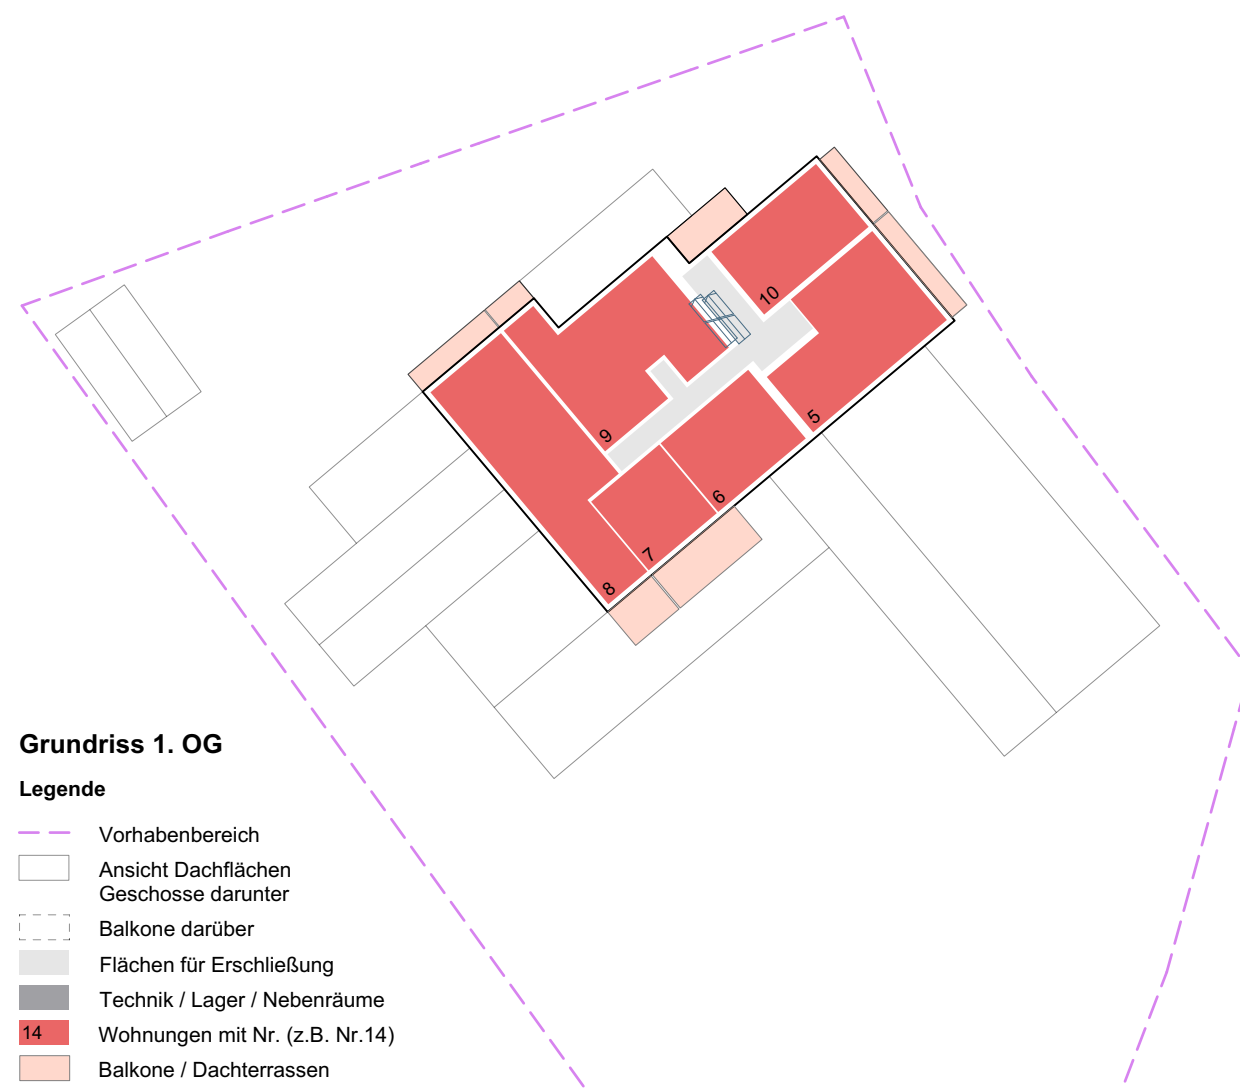 10
5
9
6
7
8
Grundriss 1. OG
Legende
Vorhabenbereich
Ansicht Dachflächen
Geschosse darunter
Balkone darüber
Flächen für Erschließung
Technik / Lager / Nebenräume
14 Wohnungen mit Nr. (z.B. Nr.14)
Balkone / Dachterrassen